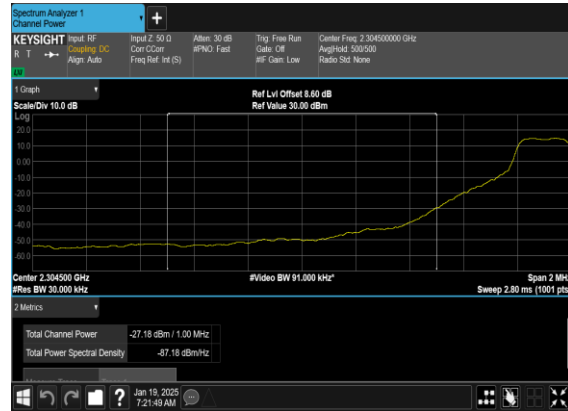 Spectrum Analyzer 1
Channel Power
+
KEYSIGHT Input: RF Input Z: 50 Ω Atten: 30 dB Trig: Free Run Center Freq: 2.304500000 GHz
R T Coupling: DC Corr CCorr #PNO: Fast Gate: Off Avg|Hold: 500/500
Align: Auto Freq Ref: Int (S) #IF Gain: Low Radio Std: None
1 Graph
Ref Lvl Offset 8.60 dB
Scale/Div 10.0 dB Ref Value 30.00 dBm
Log
20.0
10.0
0.00
-10.0
-20.0
-30.0
-40.0
-50.0
-60.0
Center 2.304500 GHz #Video BW 91.000 kHz* Span 2 MHz
#Res BW 30.000 kHz Sweep 2.80 ms (1001 pts
2 Metrics
Total Channel Power -27.18 dBm / 1.00 MHz
Total Power Spectral Density -87.18 dBm/Hz
?
Jan 19, 2025
7:21:49 AM